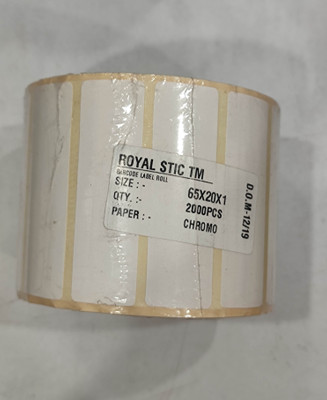 ROYAL STIC TM
BARCODE LABEL ROLL
SIZE : - 65X20X1
QTY. :- 2000PCS
PAPER : - CHROMO
D.O.M-12/19